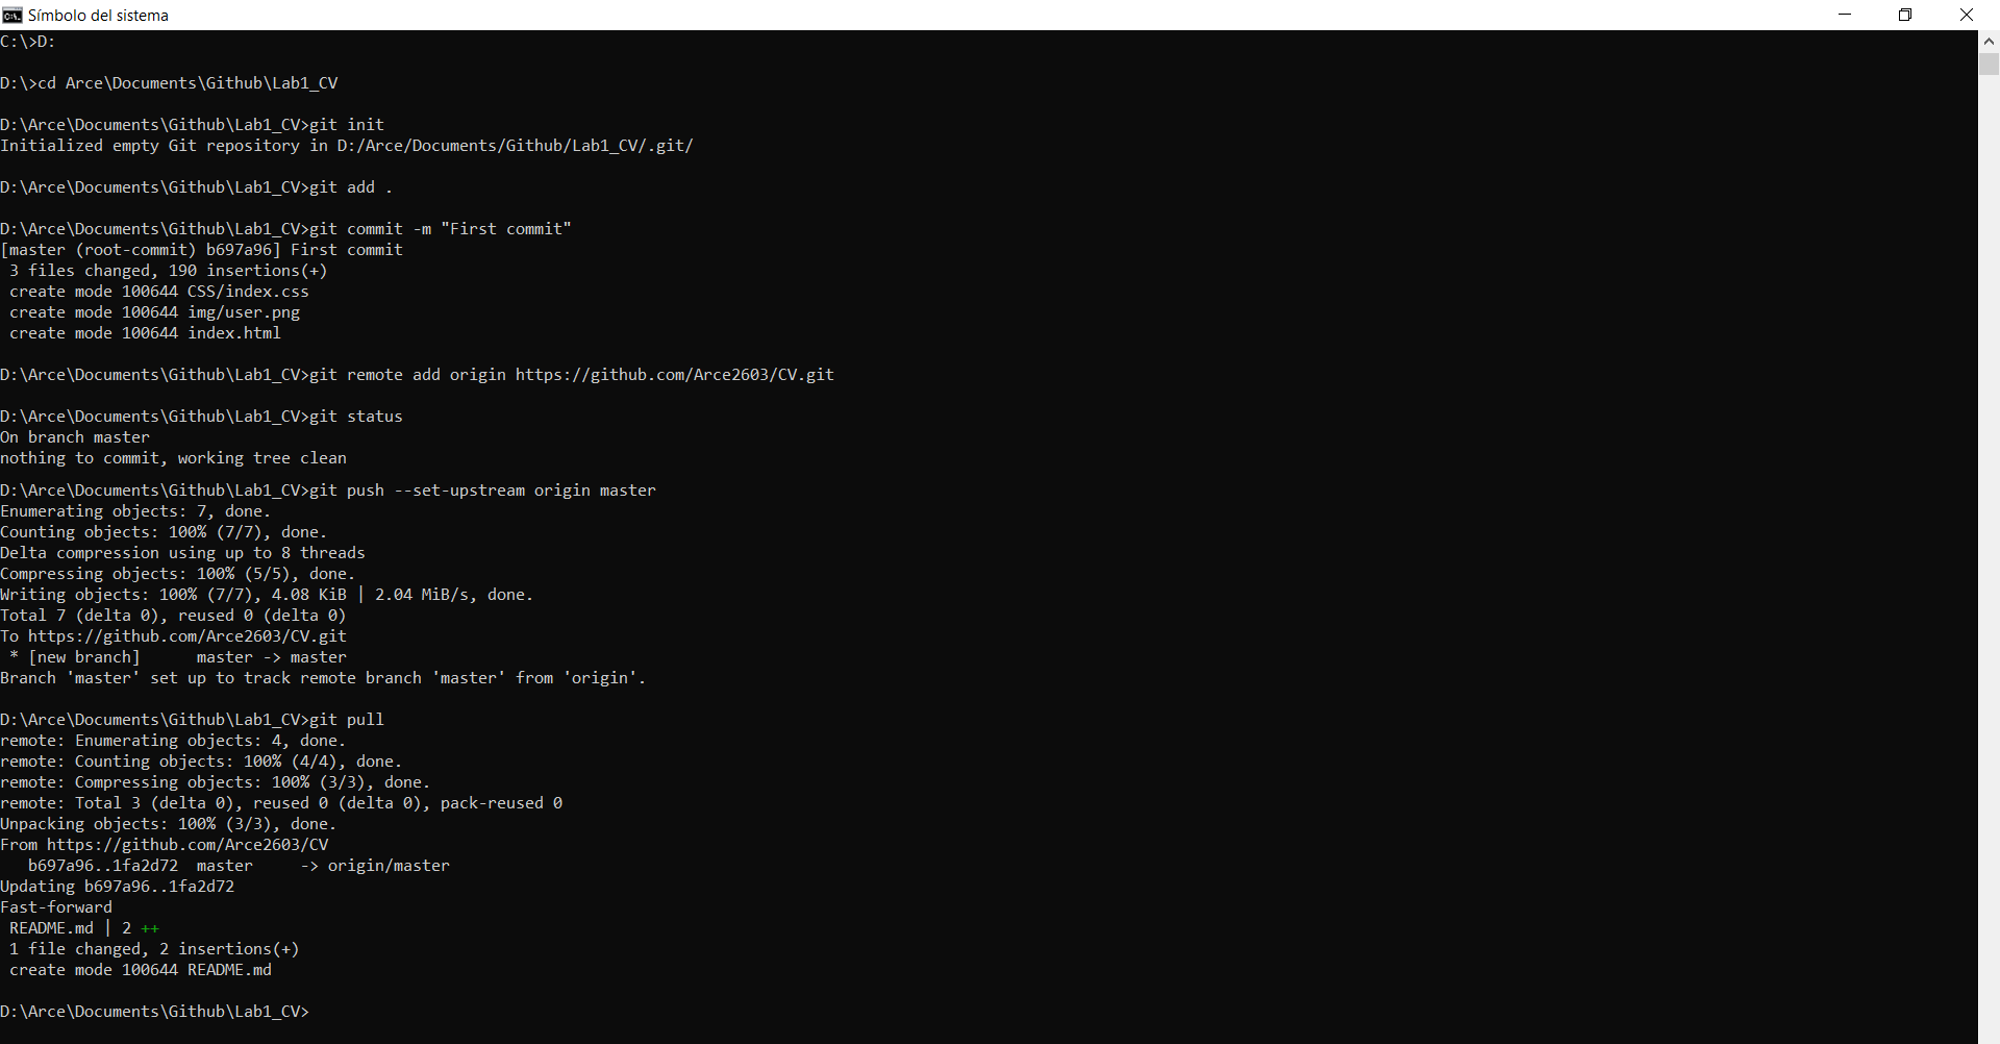 Símbolo del sistema
C:\>D:
D:\>cd Arce\Documents\Github\Lab1_CV
D:\Arce\Documents\Github\Lab1_CV>git init
Initialized empty Git repository in D:/Arce/Documents/Github/Lab1_CV/.git/
D:\Arce\Documents\Github\Lab1_CV>git add .
D:\Arce\Documents\Github\Lab1_CV>git commit -m "First commit"
[master (root-commit) b697a96] First commit
 3 files changed, 190 insertions(+)
 create mode 100644 CSS/index.css
 create mode 100644 img/user.png
 create mode 100644 index.html
D:\Arce\Documents\Github\Lab1_CV>git remote add origin https://github.com/Arce2603/CV.git
D:\Arce\Documents\Github\Lab1_CV>git status
On branch master
nothing to commit, working tree clean
D:\Arce\Documents\Github\Lab1_CV>git push --set-upstream origin master
Enumerating objects: 7, done.
Counting objects: 100% (7/7), done.
Delta compression using up to 8 threads
Compressing objects: 100% (5/5), done.
Writing objects: 100% (7/7), 4.08 KiB | 2.04 MiB/s, done.
Total 7 (delta 0), reused 0 (delta 0)
To https://github.com/Arce2603/CV.git
 * [new branch]      master -> master
Branch 'master' set up to track remote branch 'master' from 'origin'.
D:\Arce\Documents\Github\Lab1_CV>git pull
remote: Enumerating objects: 4, done.
remote: Counting objects: 100% (4/4), done.
remote: Compressing objects: 100% (3/3), done.
remote: Total 3 (delta 0), reused 0 (delta 0), pack-reused 0
Unpacking objects: 100% (3/3), done.
From https://github.com/Arce2603/CV
   b697a96..1fa2d72  master     -> origin/master
Updating b697a96..1fa2d72
Fast-forward
 README.md | 2 ++
 1 file changed, 2 insertions(+)
 create mode 100644 README.md
D:\Arce\Documents\Github\Lab1_CV>